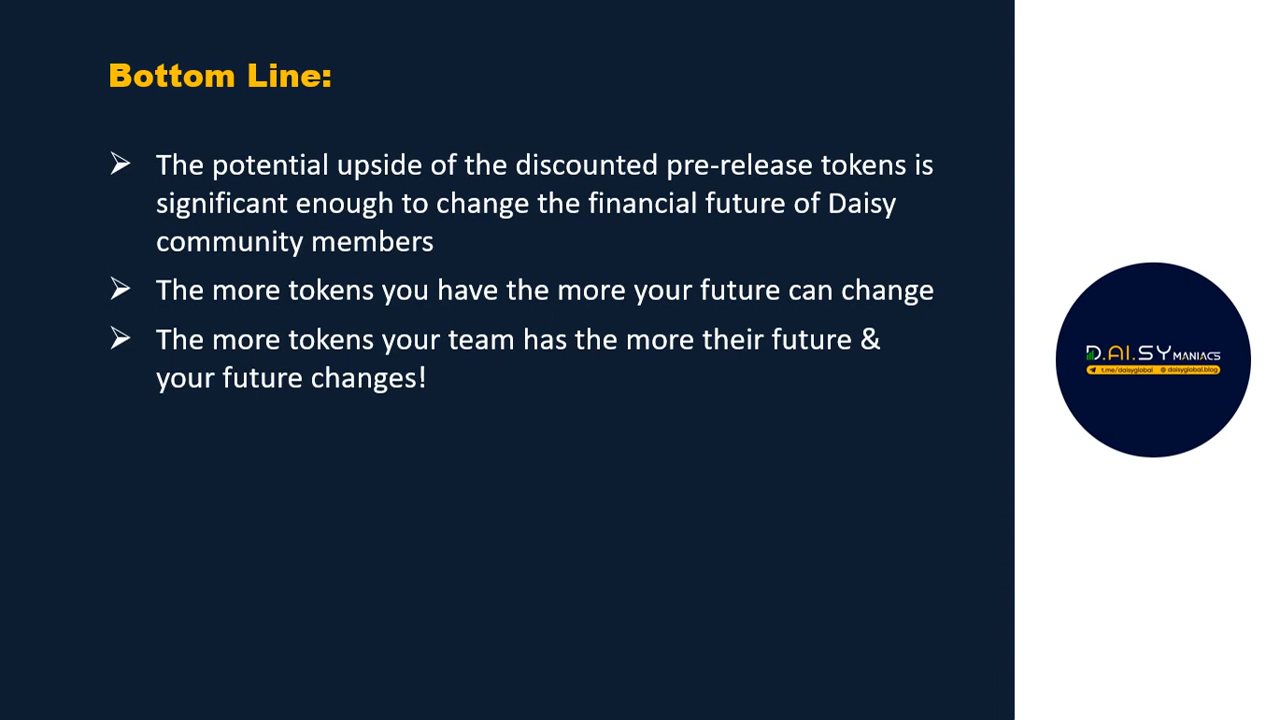 Bottom Line:
➢ The potential upside of the discounted pre-release tokens is
significant enough to change the financial future of Daisy
community members
➢ The more tokens you have the more your future can change
➢ The more tokens your team has the more their future &
your future changes!
D.AI.SY MANIACS
t.me/daisyglobal @ daisyglobal.blog